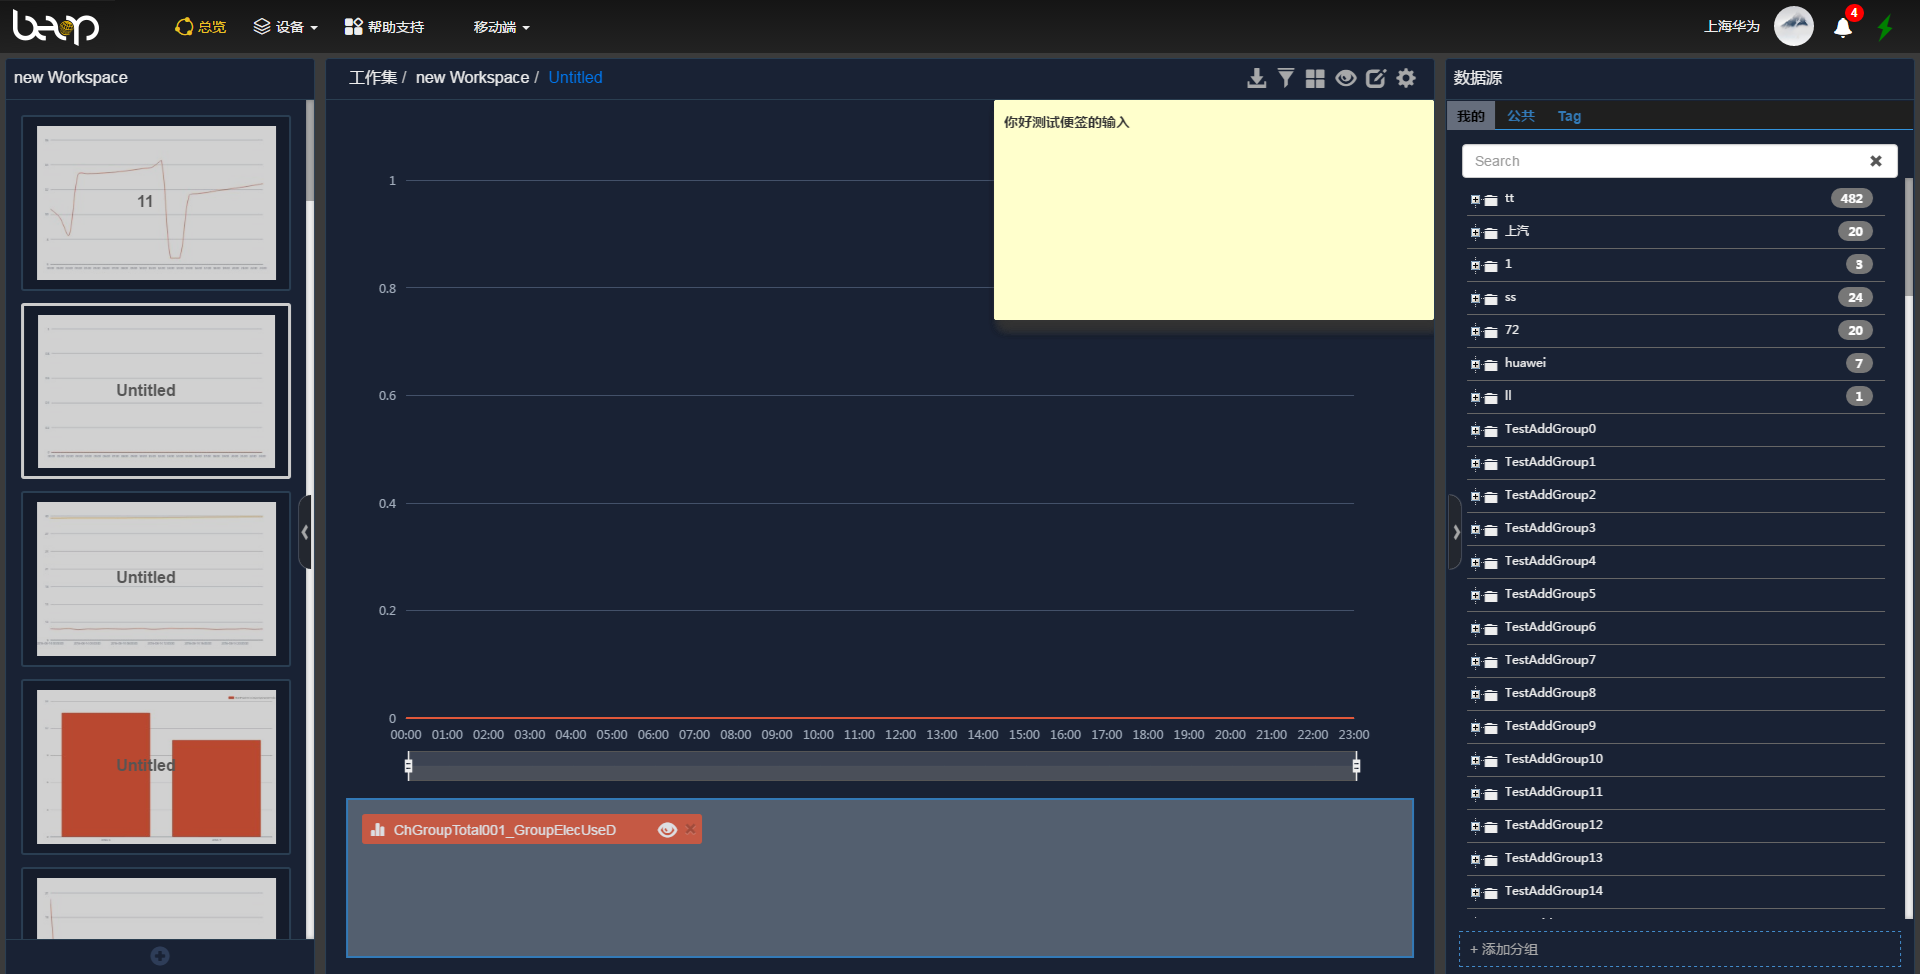 beop
总览
设备
帮助支持
移动端
上海华为
4
new Workspace
11
Untitled
Untitled
Untitled
工作集 / new Workspace / Untitled
你好测试便签的输入
1
0.8
0.6
0.4
0.2
0
00:00 01:00 02:00 03:00 04:00 05:00 06:00 07:00 08:00 09:00 10:00 11:00 12:00 13:00 14:00 15:00 16:00 17:00 18:00 19:00 20:00 21:00 22:00 23:00
ChGroupTotal001_GroupElecUseD
数据源
我的 公共 Tag
Search
tt 482
上汽 20
1 3
ss 24
72 20
huawei 7
ll 1
TestAddGroup0
TestAddGroup1
TestAddGroup2
TestAddGroup3
TestAddGroup4
TestAddGroup5
TestAddGroup6
TestAddGroup7
TestAddGroup8
TestAddGroup9
TestAddGroup10
TestAddGroup11
TestAddGroup12
TestAddGroup13
TestAddGroup14
+ 添加分组